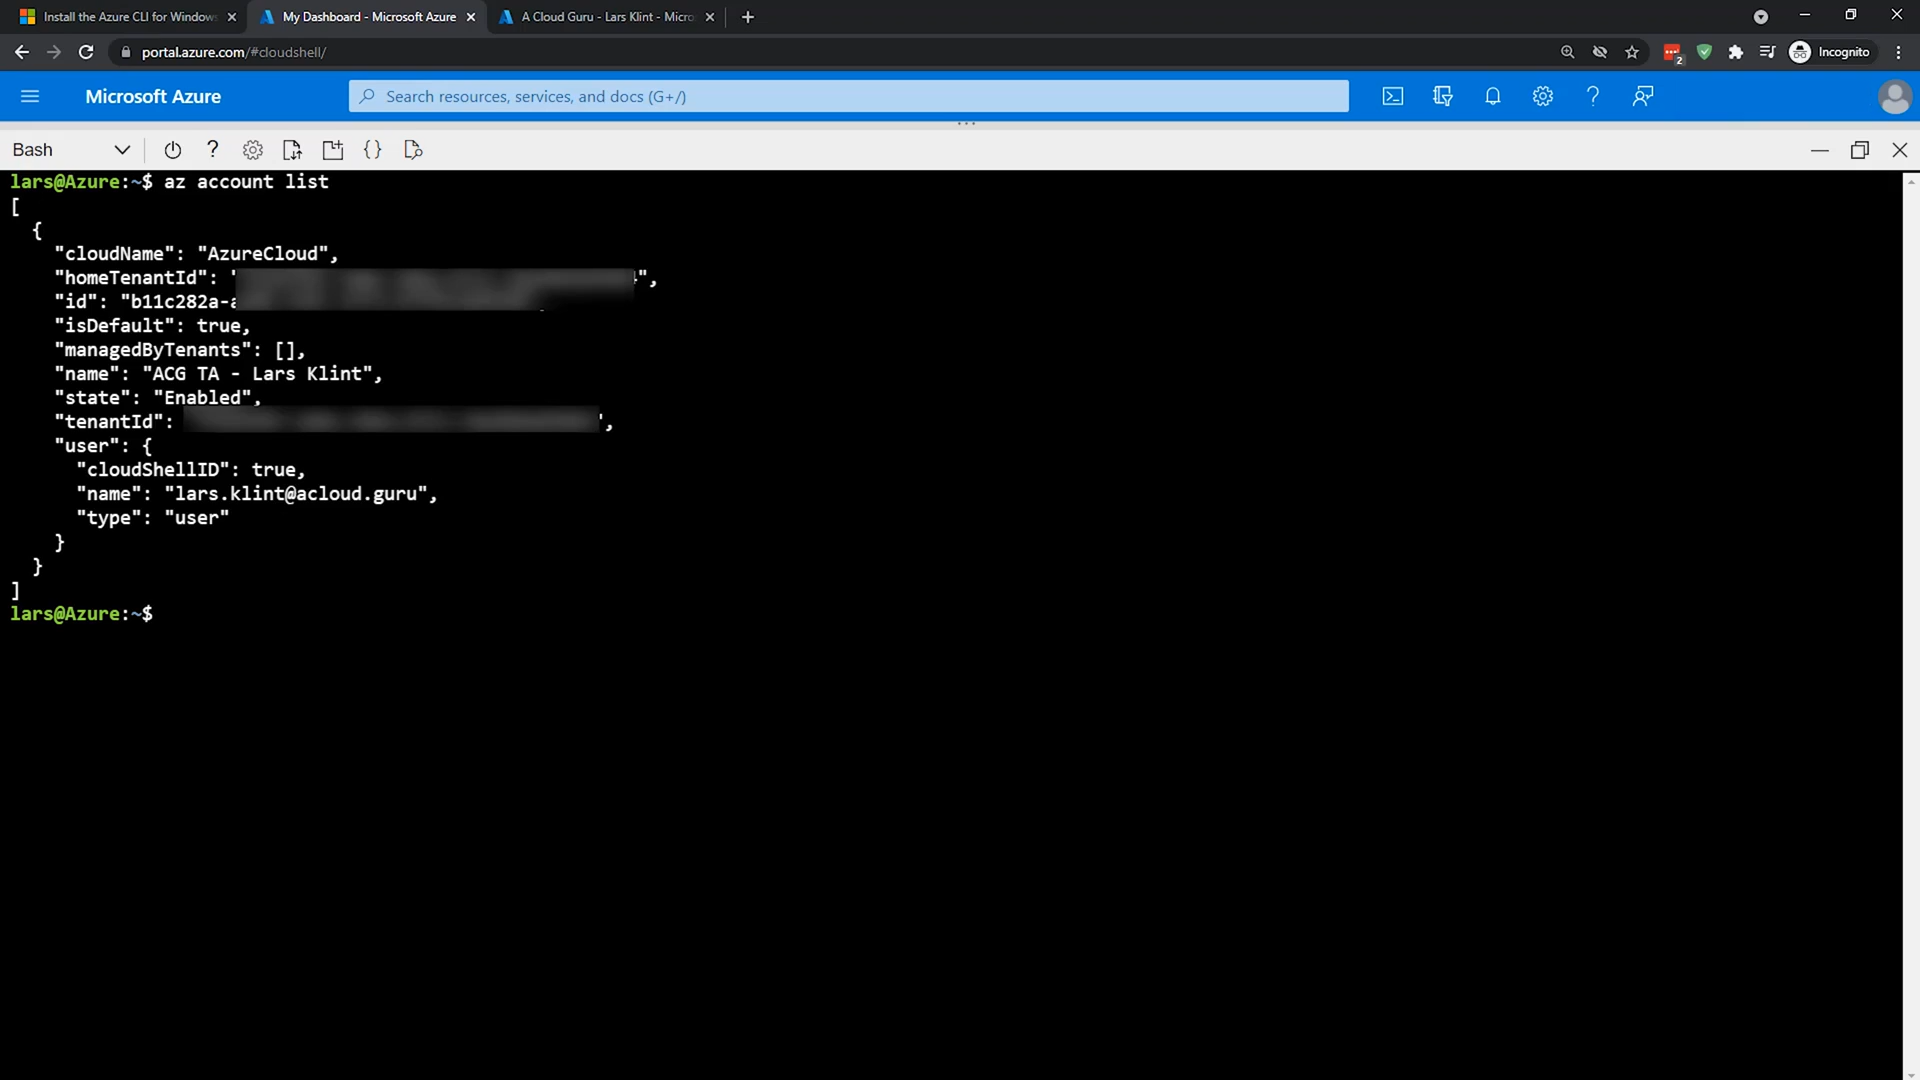 Install the Azure CLI for Windows
My Dashboard - Microsoft Azure
A Cloud Guru - Lars Klint - Micro
portal.azure.com/#cloudshell/
2
Incognito
Microsoft Azure
Search resources, services, and docs (G+/)
Bash
lars@Azure:~$ az account list
[
{
"cloudName": "AzureCloud",
"homeTenantId": "
",
"id": "b11c282a-a
"isDefault": true,
"managedByTenants": [],
"name": "ACG TA - Lars Klint",
"state": "Enabled",
"tenantId":
",
"user": {
"cloudShellID": true,
"name": "lars.klint@acloud.guru",
"type": "user"
}
}
]
lars@Azure:~$